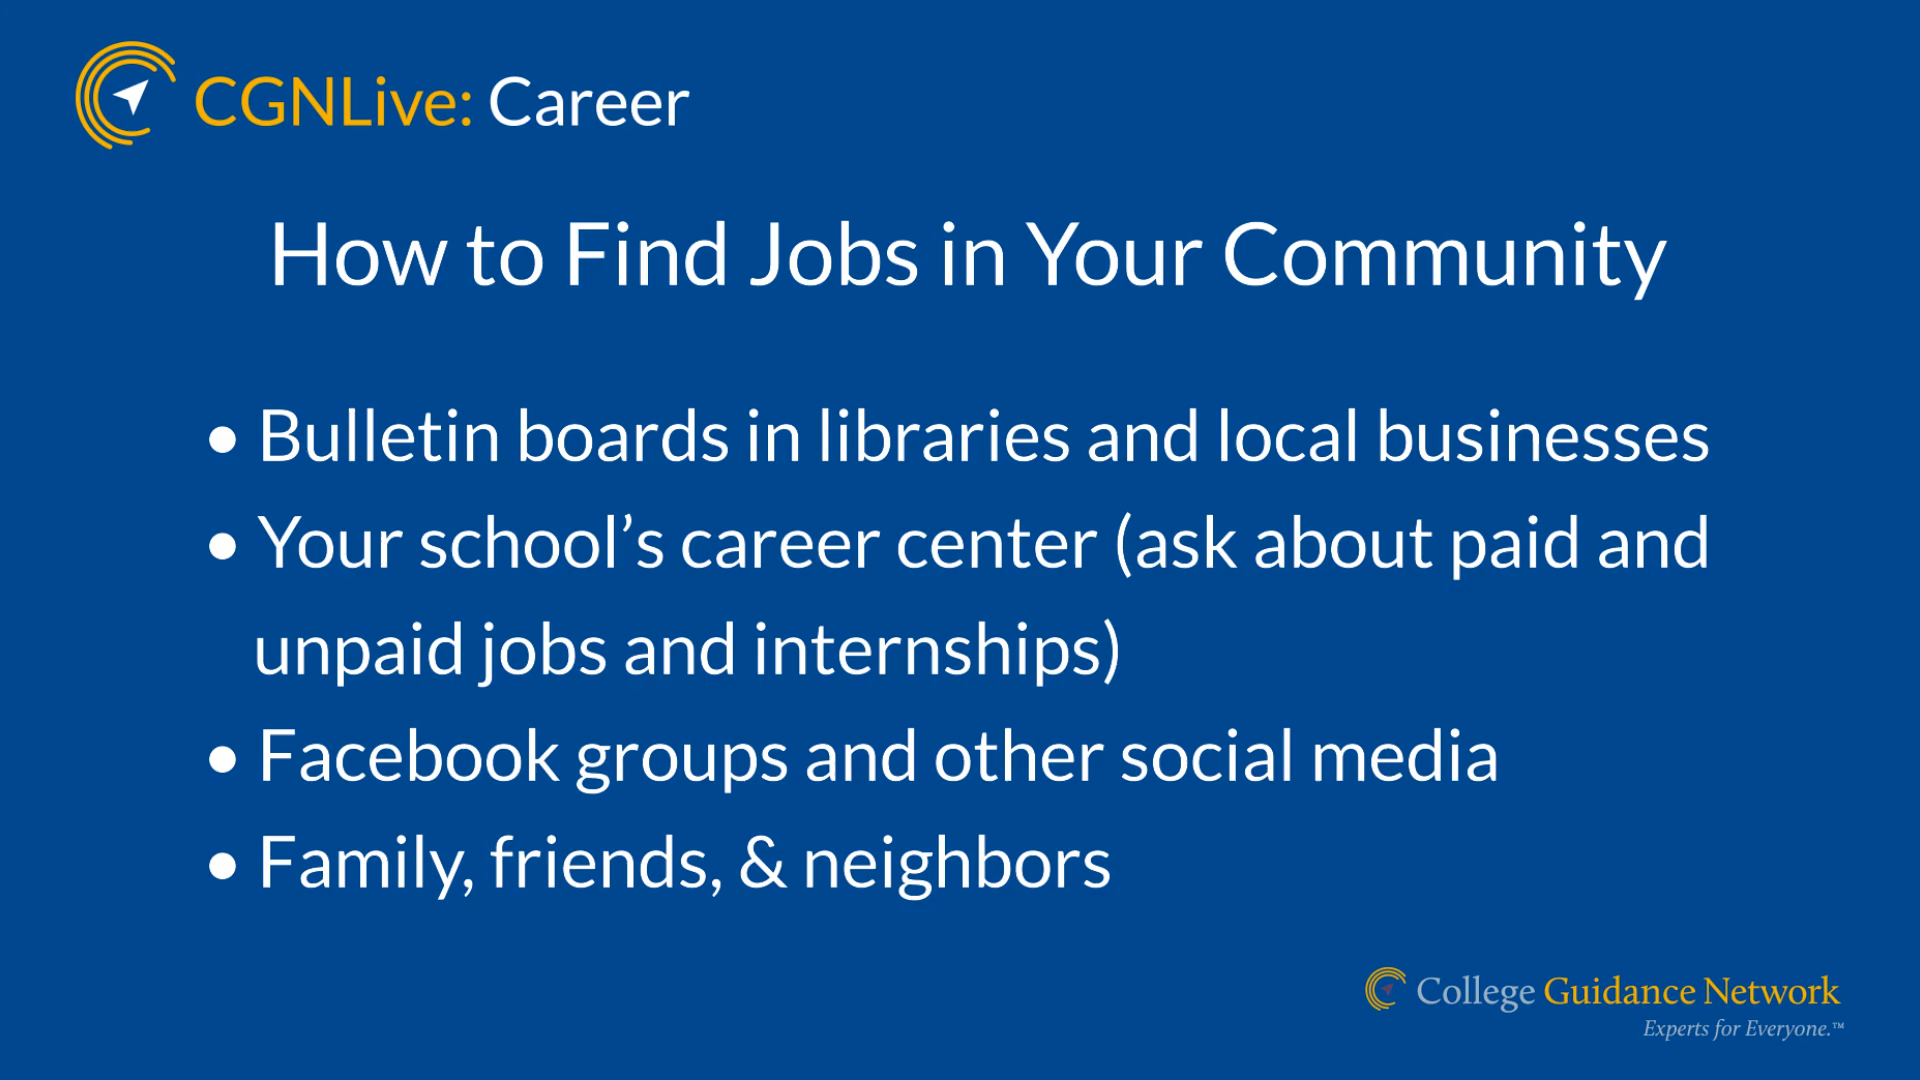 CGNLive: Career
How to Find Jobs in Your Community
• Bulletin boards in libraries and local businesses
• Your school’s career center (ask about paid and
unpaid jobs and internships)
• Facebook groups and other social media
• Family, friends, & neighbors
College Guidance Network
Experts for Everyone.™